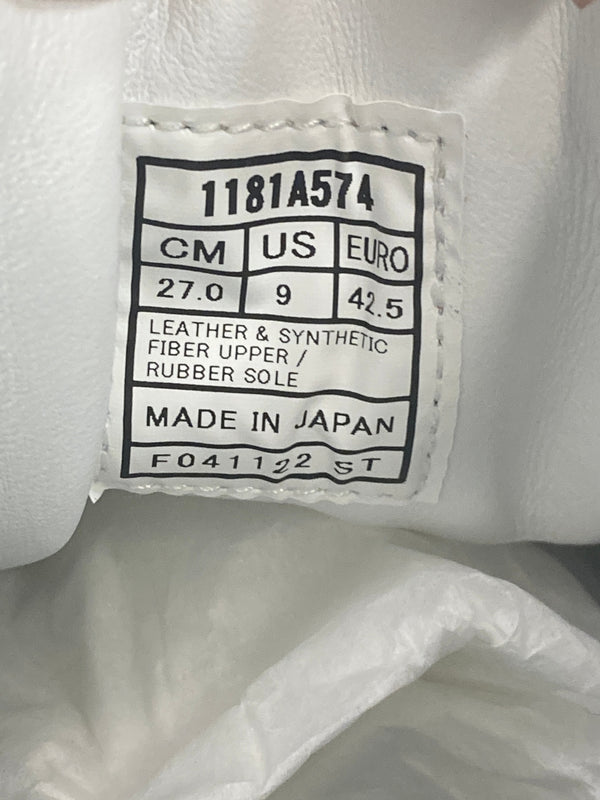 1181A574
CM US EURO
27.0 9 42.5
LEATHER & SYNTHETIC
FIBER UPPER /
RUBBER SOLE
MADE IN JAPAN
F041122 ST